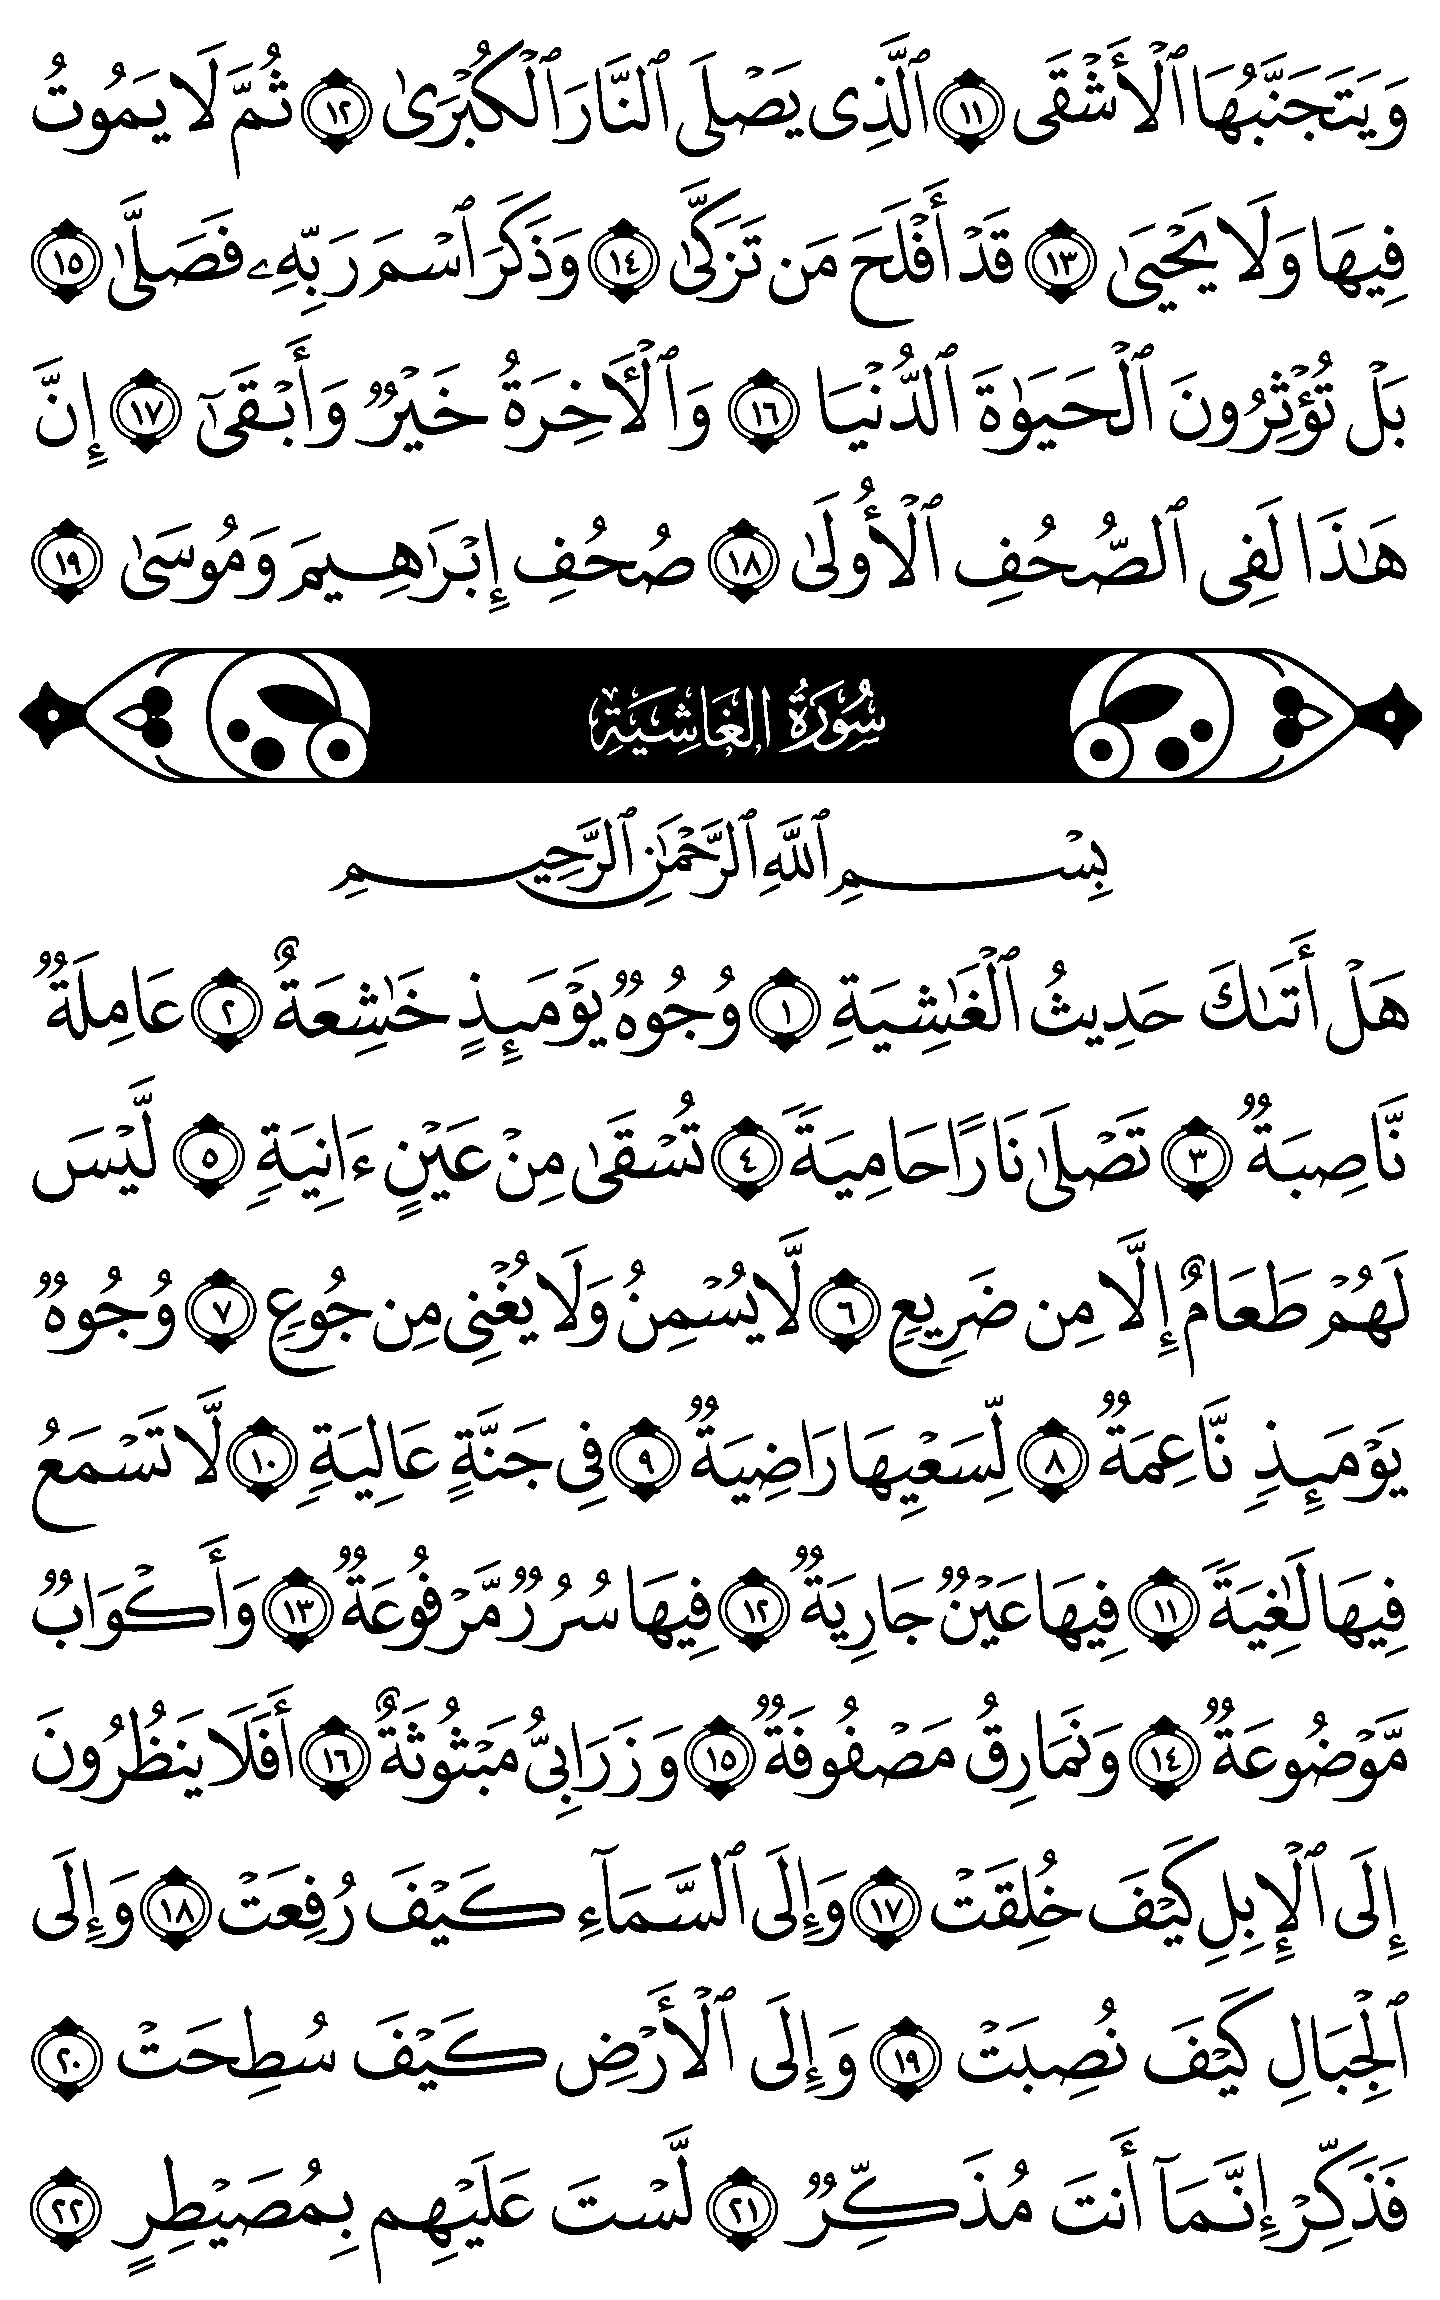 وَيَتَجَنَّبُهَا ٱلْأَشْقَى ١١ ٱلَّذِى يَصْلَى ٱلنَّارَ ٱلْكُبْرَىٰ ١٢ ثُمَّ لَا يَمُوتُ
فِيهَا وَلَا يَحْيَىٰ ١٣ قَدْ أَفْلَحَ مَن تَزَكَّىٰ ١٤ وَذَكَرَ ٱسْمَ رَبِّهِۦ فَصَلَّىٰ ١٥
بَلْ تُؤْثِرُونَ ٱلْحَيَوٰةَ ٱلدُّنْيَا ١٦ وَٱلْـَٔاخِرَةُ خَيْرٌ وَأَبْقَىٰٓ ١٧ إِنَّ
هَـٰذَا لَفِى ٱلصُّحُفِ ٱلْأُولَىٰ ١٨ صُحُفِ إِبْرَٰهِيمَ وَمُوسَىٰ ١٩
سُورَةُ الغَاشِيَةِ
بِسْمِ ٱللَّهِ ٱلرَّحْمَـٰنِ ٱلرَّحِيمِ
هَلْ أَتَىٰكَ حَدِيثُ ٱلْغَـٰشِيَةِ ١ وُجُوهٌ يَوْمَئِذٍ خَـٰشِعَةٌ ٢ عَامِلَةٌ
نَّاصِبَةٌ ٣ تَصْلَىٰ نَارًا حَامِيَةً ٤ تُسْقَىٰ مِنْ عَيْنٍ ءَانِيَةٍ ٥ لَّيْسَ
لَهُمْ طَعَامٌ إِلَّا مِن ضَرِيعٍ ٦ لَّا يُسْمِنُ وَلَا يُغْنِى مِن جُوعٍ ٧ وُجُوهٌ
يَوْمَئِذٍ نَّاعِمَةٌ ٨ لِّسَعْيِهَا رَاضِيَةٌ ٩ فِى جَنَّةٍ عَالِيَةٍ ١٠ لَّا تَسْمَعُ
فِيهَا لَـٰغِيَةً ١١ فِيهَا عَيْنٌ جَارِيَةٌ ١٢ فِيهَا سُرُرٌ مَّرْفُوعَةٌ ١٣ وَأَكْوَابٌ
مَّوْضُوعَةٌ ١٤ وَنَمَارِقُ مَصْفُوفَةٌ ١٥ وَزَرَابِىُّ مَبْثُوثَةٌ ١٦ أَفَلَا يَنظُرُونَ
إِلَى ٱلْإِبِلِ كَيْفَ خُلِقَتْ ١٧ وَإِلَى ٱلسَّمَآءِ كَيْفَ رُفِعَتْ ١٨ وَإِلَى
ٱلْجِبَالِ كَيْفَ نُصِبَتْ ١٩ وَإِلَى ٱلْأَرْضِ كَيْفَ سُطِحَتْ ٢٠
فَذَكِّرْ إِنَّمَآ أَنتَ مُذَكِّرٌ ٢١ لَّسْتَ عَلَيْهِم بِمُصَيْطِرٍ ٢٢